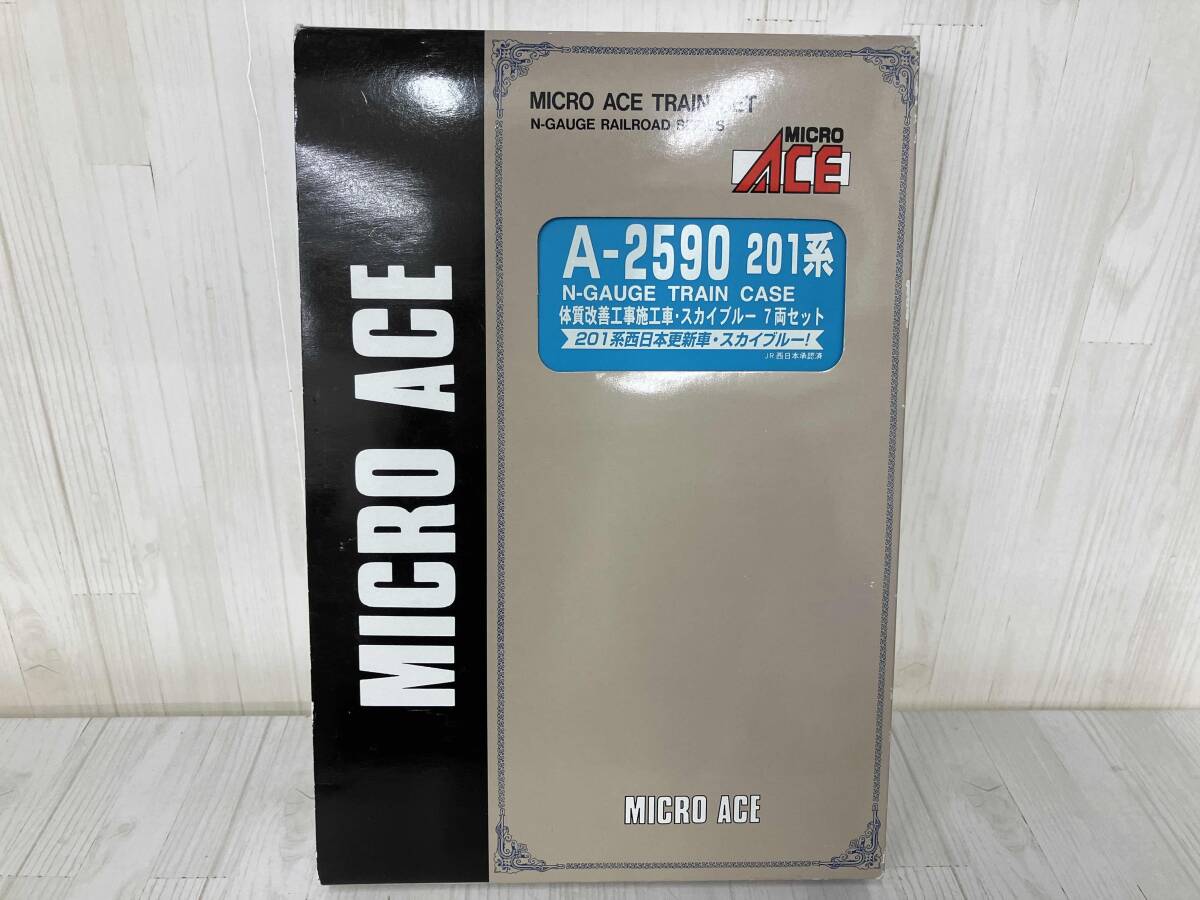 MICRO ACE
MICRO ACE TRAIN SET
N-GAUGE RAILROAD SERIES
MICRO
ACE
A-2590 201系
N-GAUGE TRAIN CASE
体質改善工事施工車・スカイブルー 7両セット
201系西日本更新車・スカイブルー!
JR西日本承認済
MICRO ACE